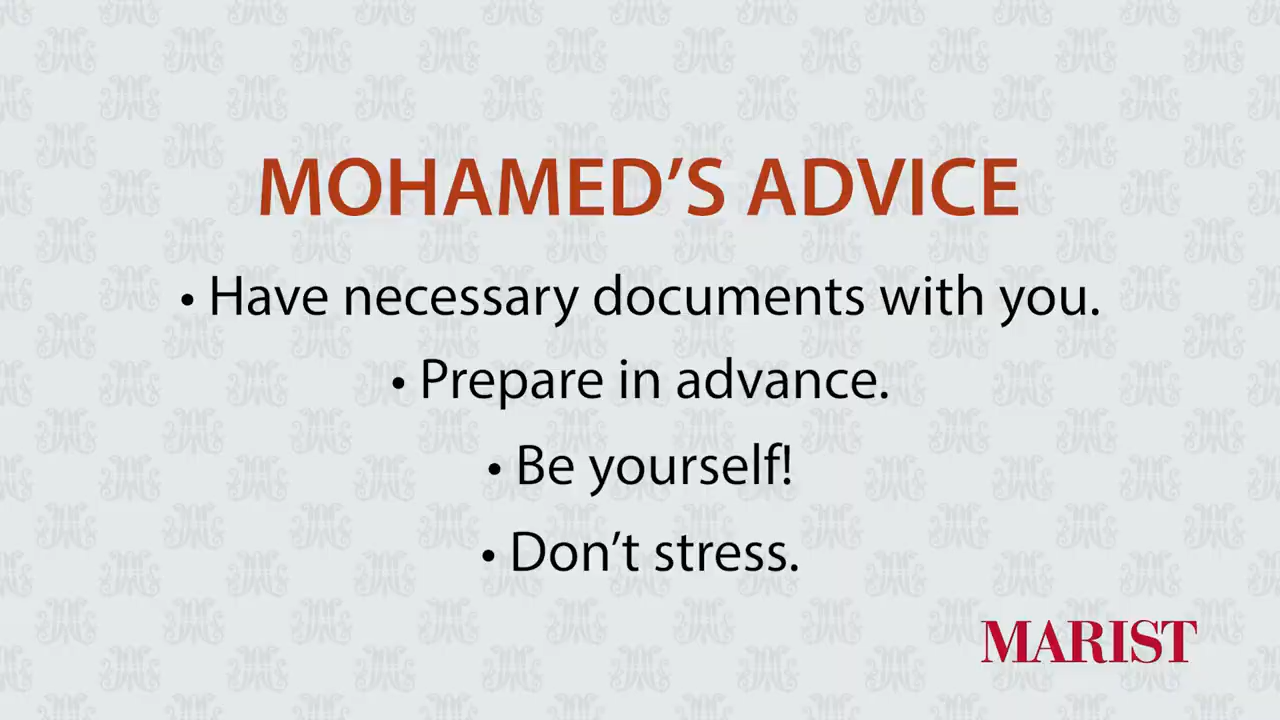 MOHAMED’S ADVICE
• Have necessary documents with you.
• Prepare in advance.
• Be yourself!
• Don’t stress.
MARIST